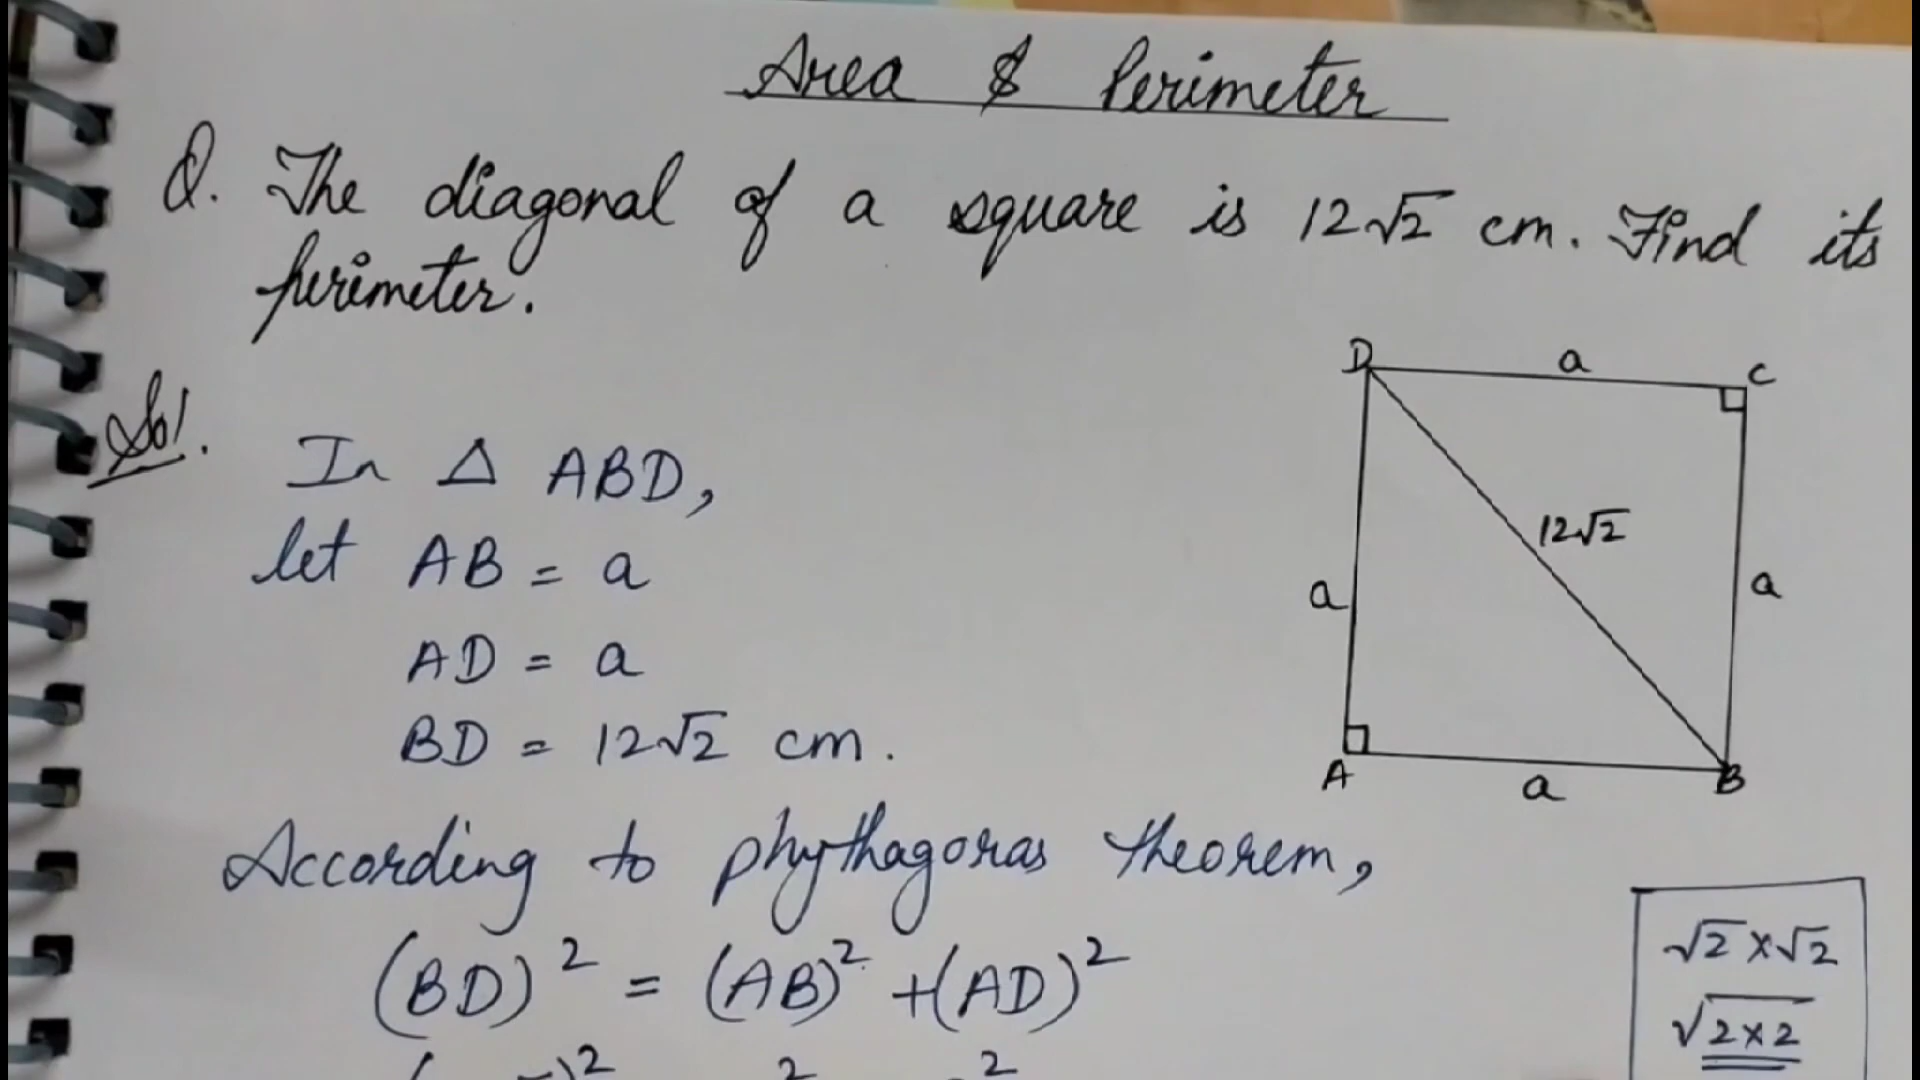 Area & Perimeter
Q. The diagonal of a square is 12√2 cm. Find its
perimeter.
Sol.
In Δ ABD,
let AB = a
AD = a
BD = 12√2 cm.
According to phythagoras theorem,
(BD)² = (AB)² + (AD)²
D
a
C
12√2
a
a
A
a
B
√2 × √2
√2×2